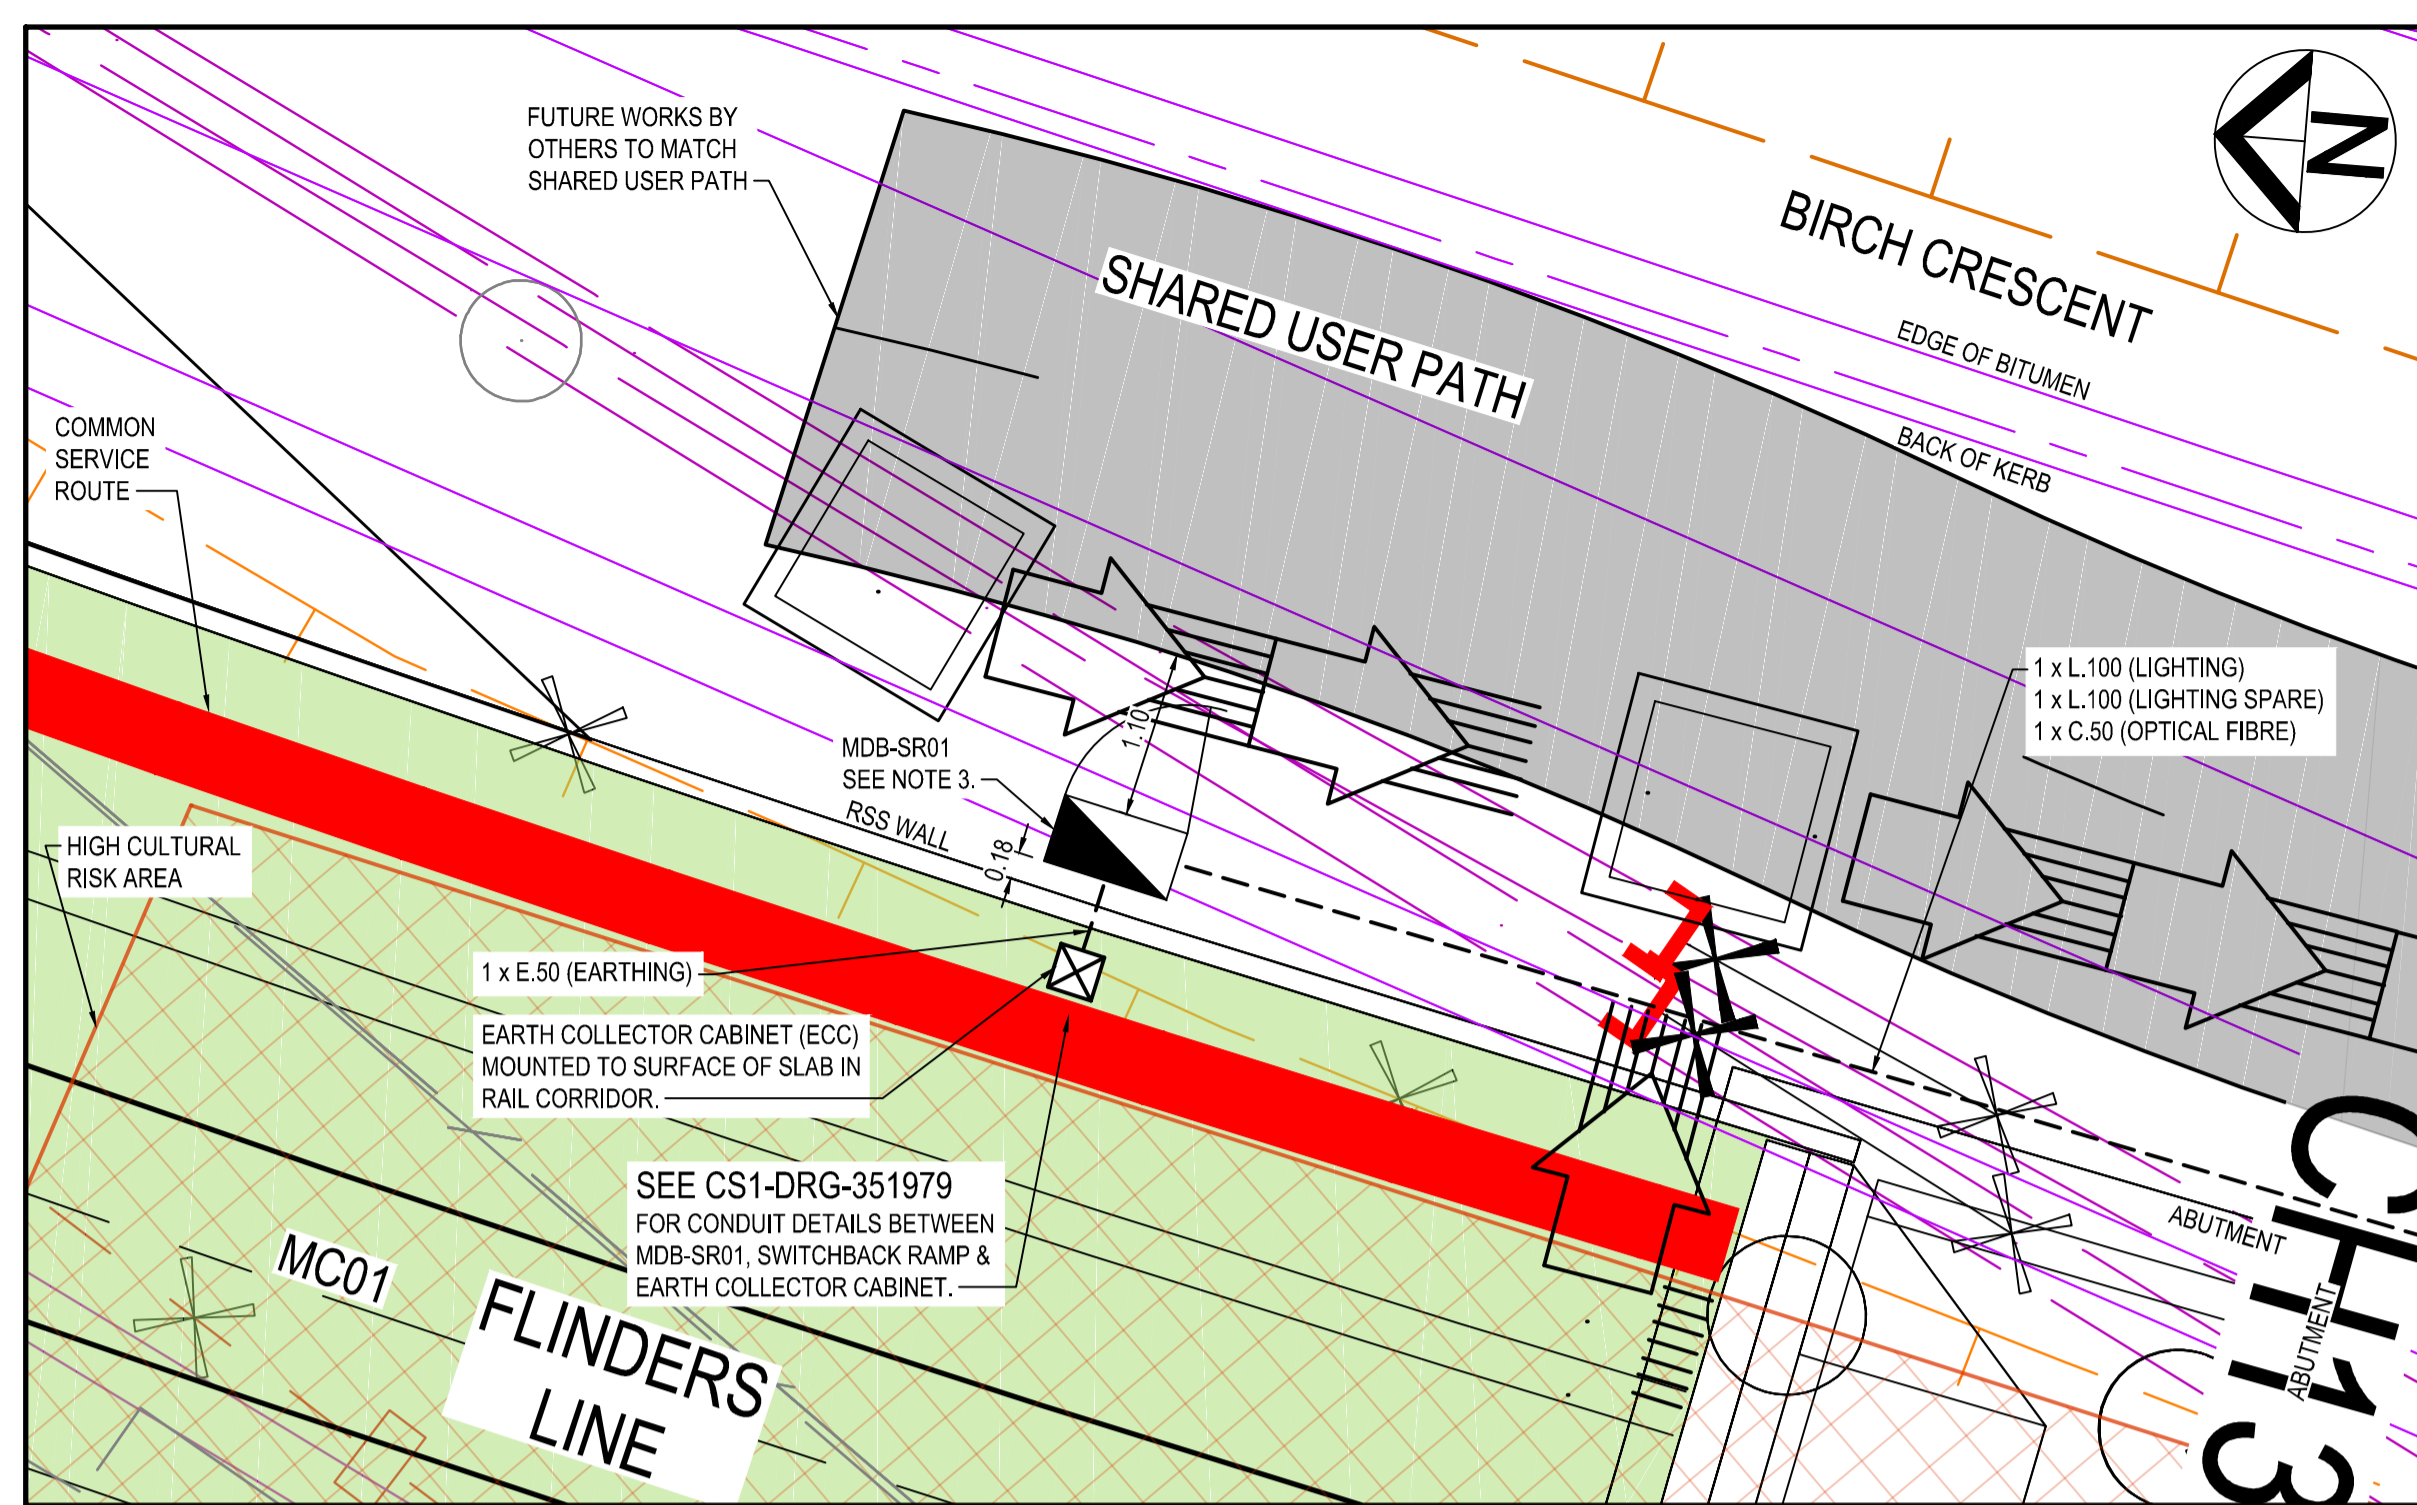 FUTURE WORKS BY
OTHERS TO MATCH
SHARED USER PATH
N
BIRCH CRESCENT
SHARED USER PATH
EDGE OF BITUMEN
BACK OF KERB
COMMON
SERVICE
ROUTE
1 x L.100 (LIGHTING)
1 x L.100 (LIGHTING SPARE)
1 x C.50 (OPTICAL FIBRE)
1.10
MDB-SR01
SEE NOTE 3.
RSS WALL
0.18
HIGH CULTURAL
RISK AREA
1 x E.50 (EARTHING)
EARTH COLLECTOR CABINET (ECC)
MOUNTED TO SURFACE OF SLAB IN
RAIL CORRIDOR.
SEE CS1-DRG-351979
FOR CONDUIT DETAILS BETWEEN
MDB-SR01, SWITCHBACK RAMP &
EARTH COLLECTOR CABINET.
MC01
FLINDERS
LINE
ABUTMENT
ABUTMENT